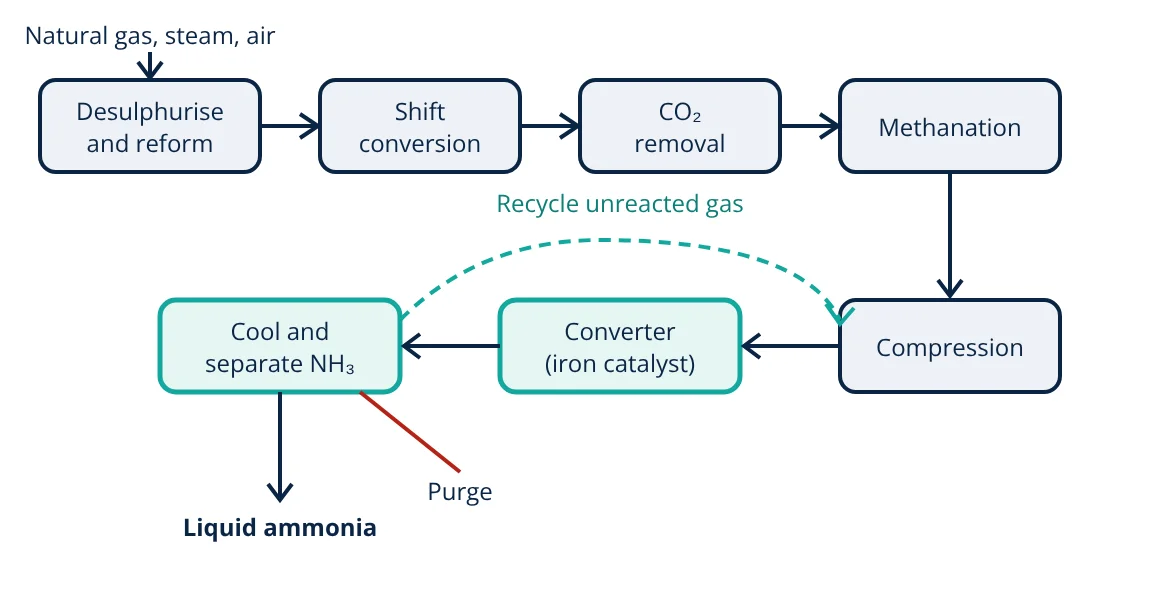 Natural gas, steam, air
Desulphurise
and reform
Shift
conversion
CO₂
removal
Methanation
Recycle unreacted gas
Compression
Converter
(iron catalyst)
Cool and
separate NH₃
Purge
Liquid ammonia